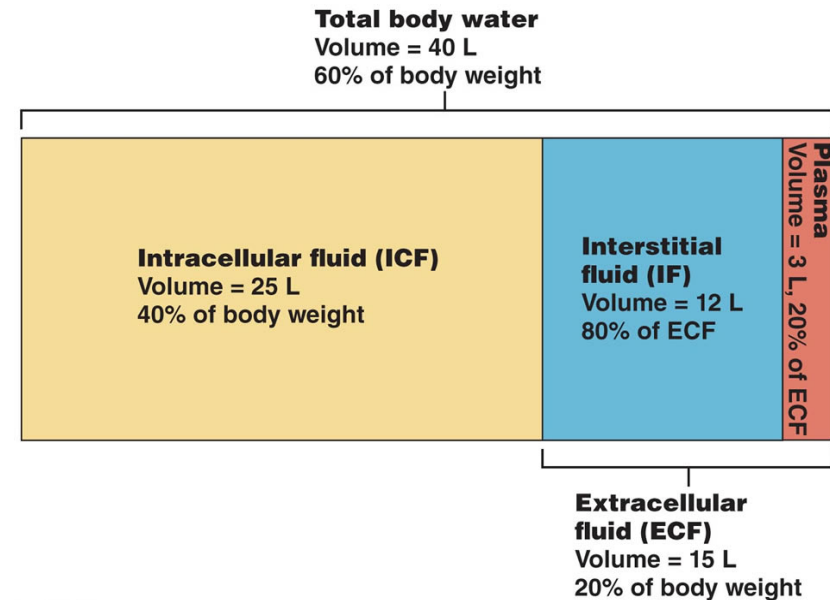 Total body water
Volume = 40 L
60% of body weight
Intracellular fluid (ICF)
Volume = 25 L
40% of body weight
Interstitial
fluid (IF)
Volume = 12 L
80% of ECF
Plasma
Volume = 3 L, 20% of ECF
Extracellular
fluid (ECF)
Volume = 15 L
20% of body weight